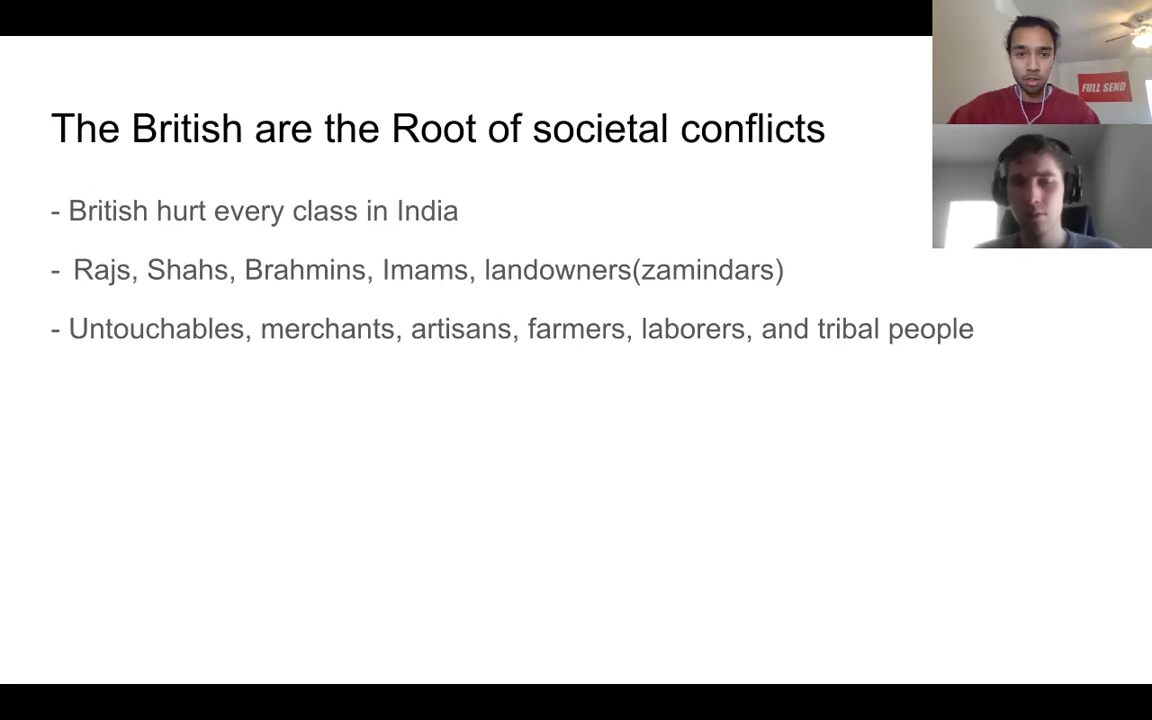 The British are the Root of societal conflicts
- British hurt every class in India
- Rajs, Shahs, Brahmins, Imams, landowners(zamindars)
- Untouchables, merchants, artisans, farmers, laborers, and tribal people
FULL SEND